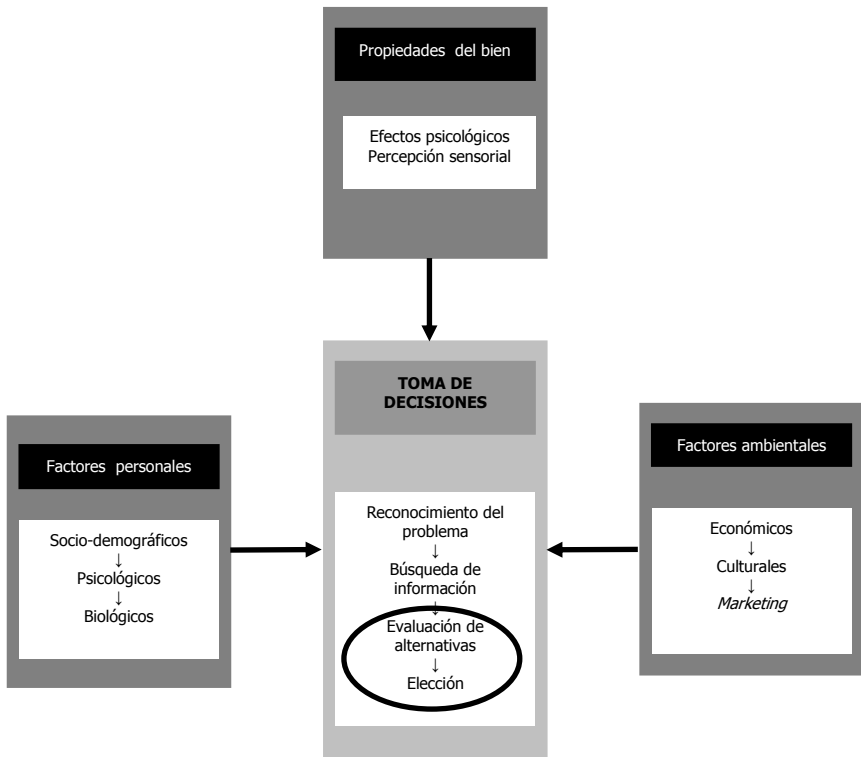 Propiedades del bien
Efectos psicológicos
Percepción sensorial
TOMA DE
DECISIONES
Factores personales
Factores ambientales
Socio-demográficos
↓
Psicológicos
↓
Biológicos
Reconocimiento del
problema
↓
Búsqueda de
información
↓
Evaluación de
alternativas
↓
Elección
Económicos
↓
Culturales
↓
Marketing